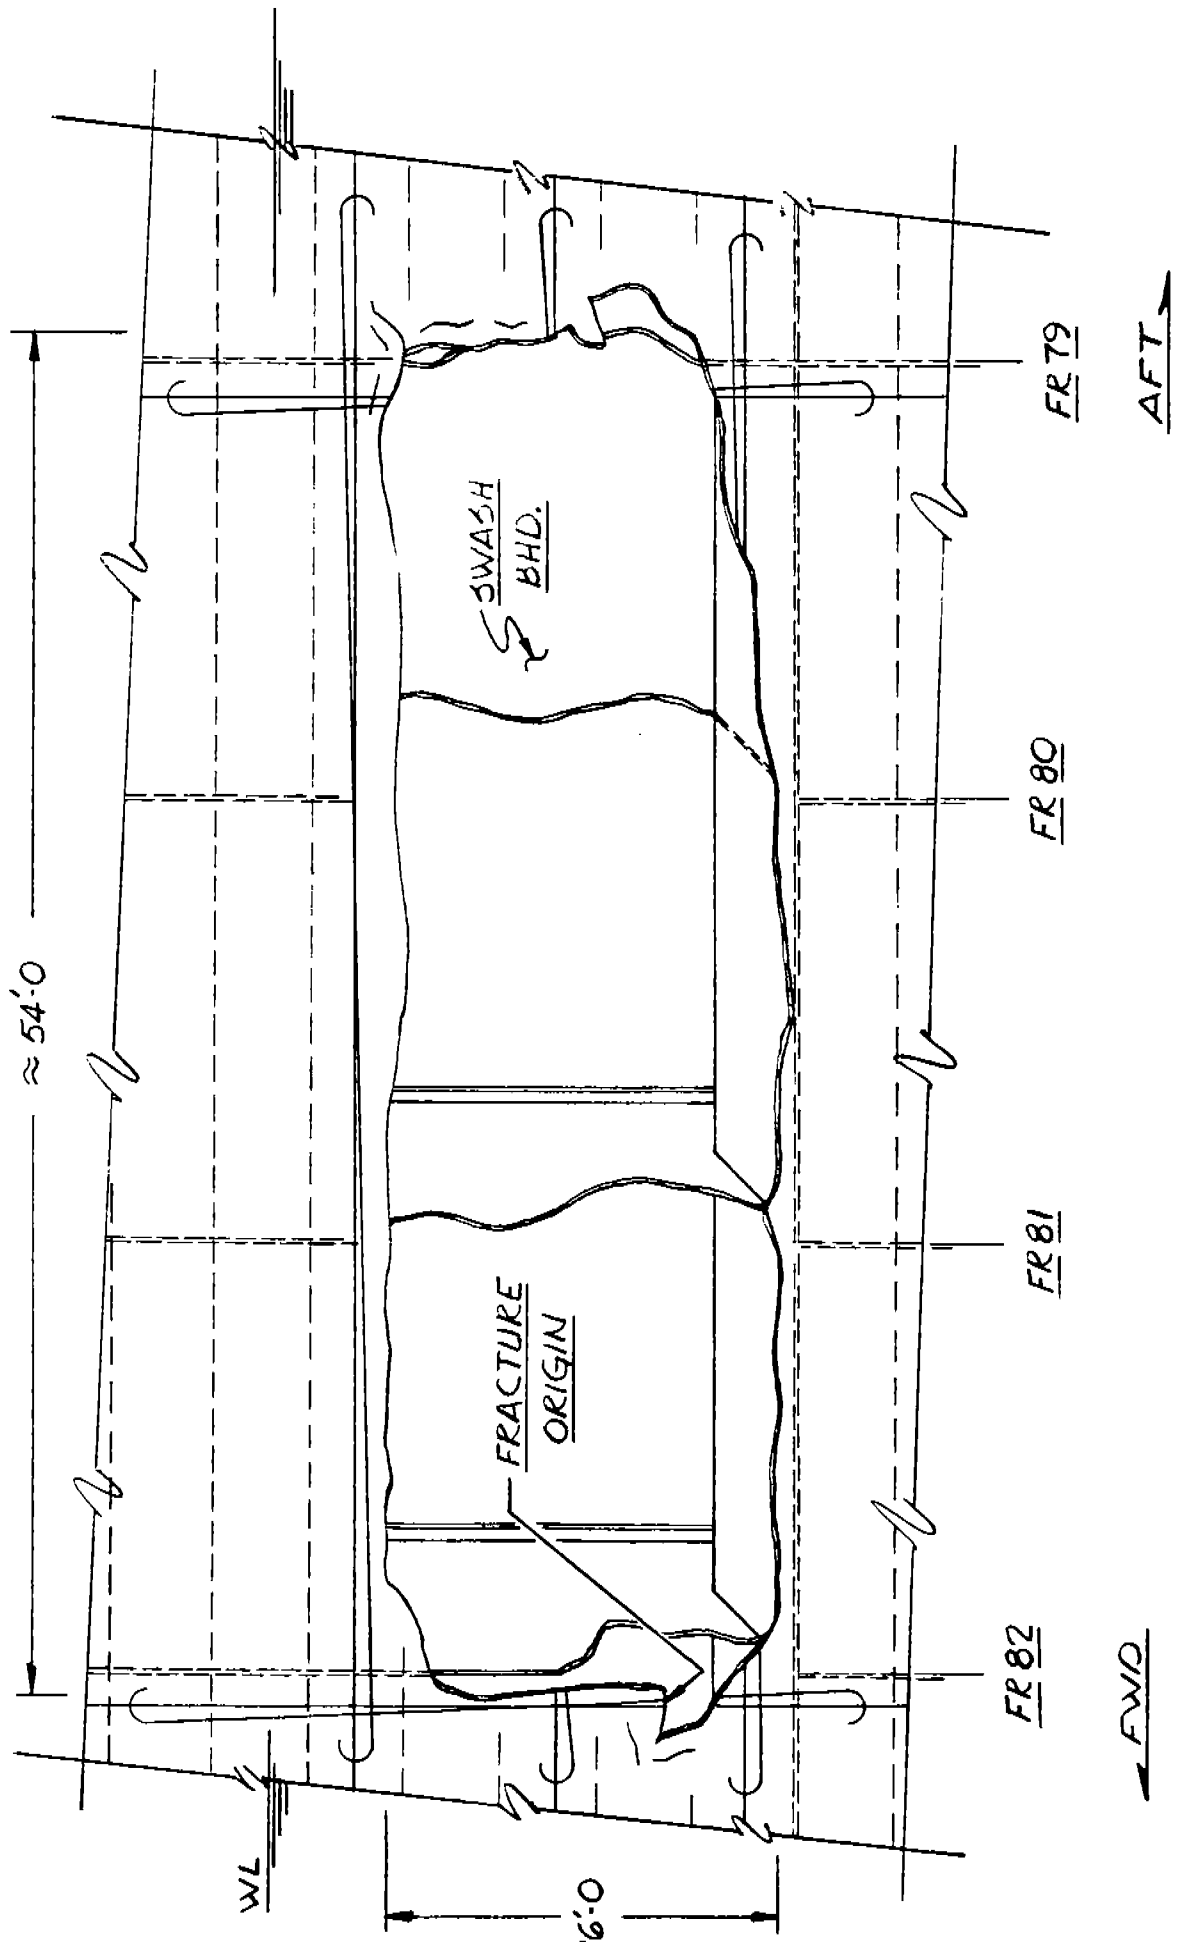 ≈ 54'-0
WL
FRACTURE
ORIGIN
SWASH
BHD.
6'-0
FR 82
FR 81
FR 80
FR 79
FWD
AFT